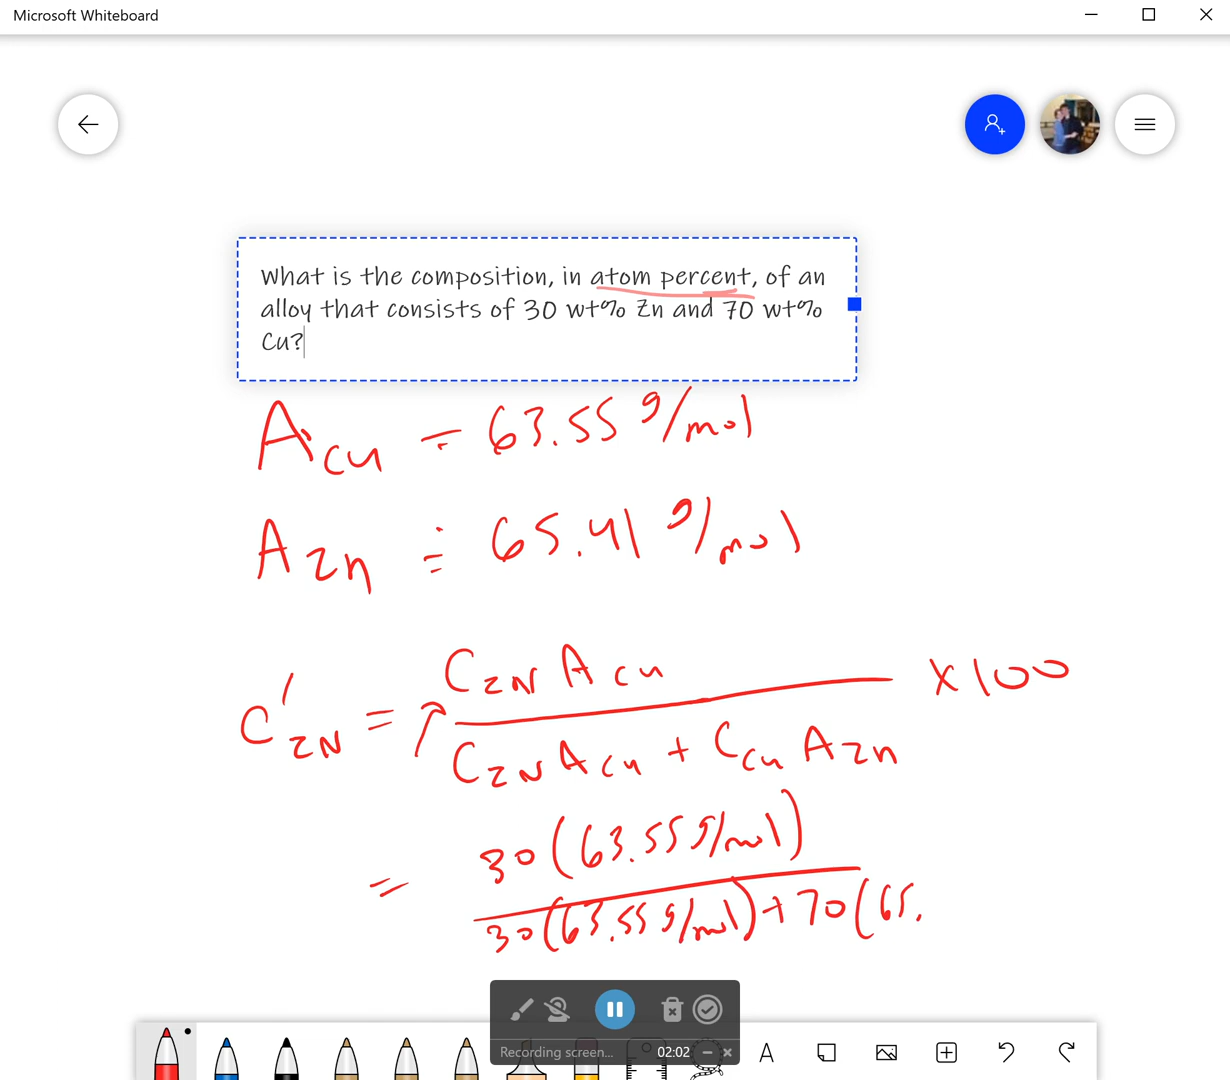 Microsoft Whiteboard
What is the composition, in atom percent, of an
alloy that consists of 30 wt% Zn and 70 wt%
Cu?
A Cu = 63.55 g/mol
A Zn = 65.41 g/mol
C'ZN = CZN ACu / CZN ACu + CCu AZn x100
= 30(63.55 g/mol) / 30(63.55 g/mol) + 70(65.
Recording screen... 02:02
A